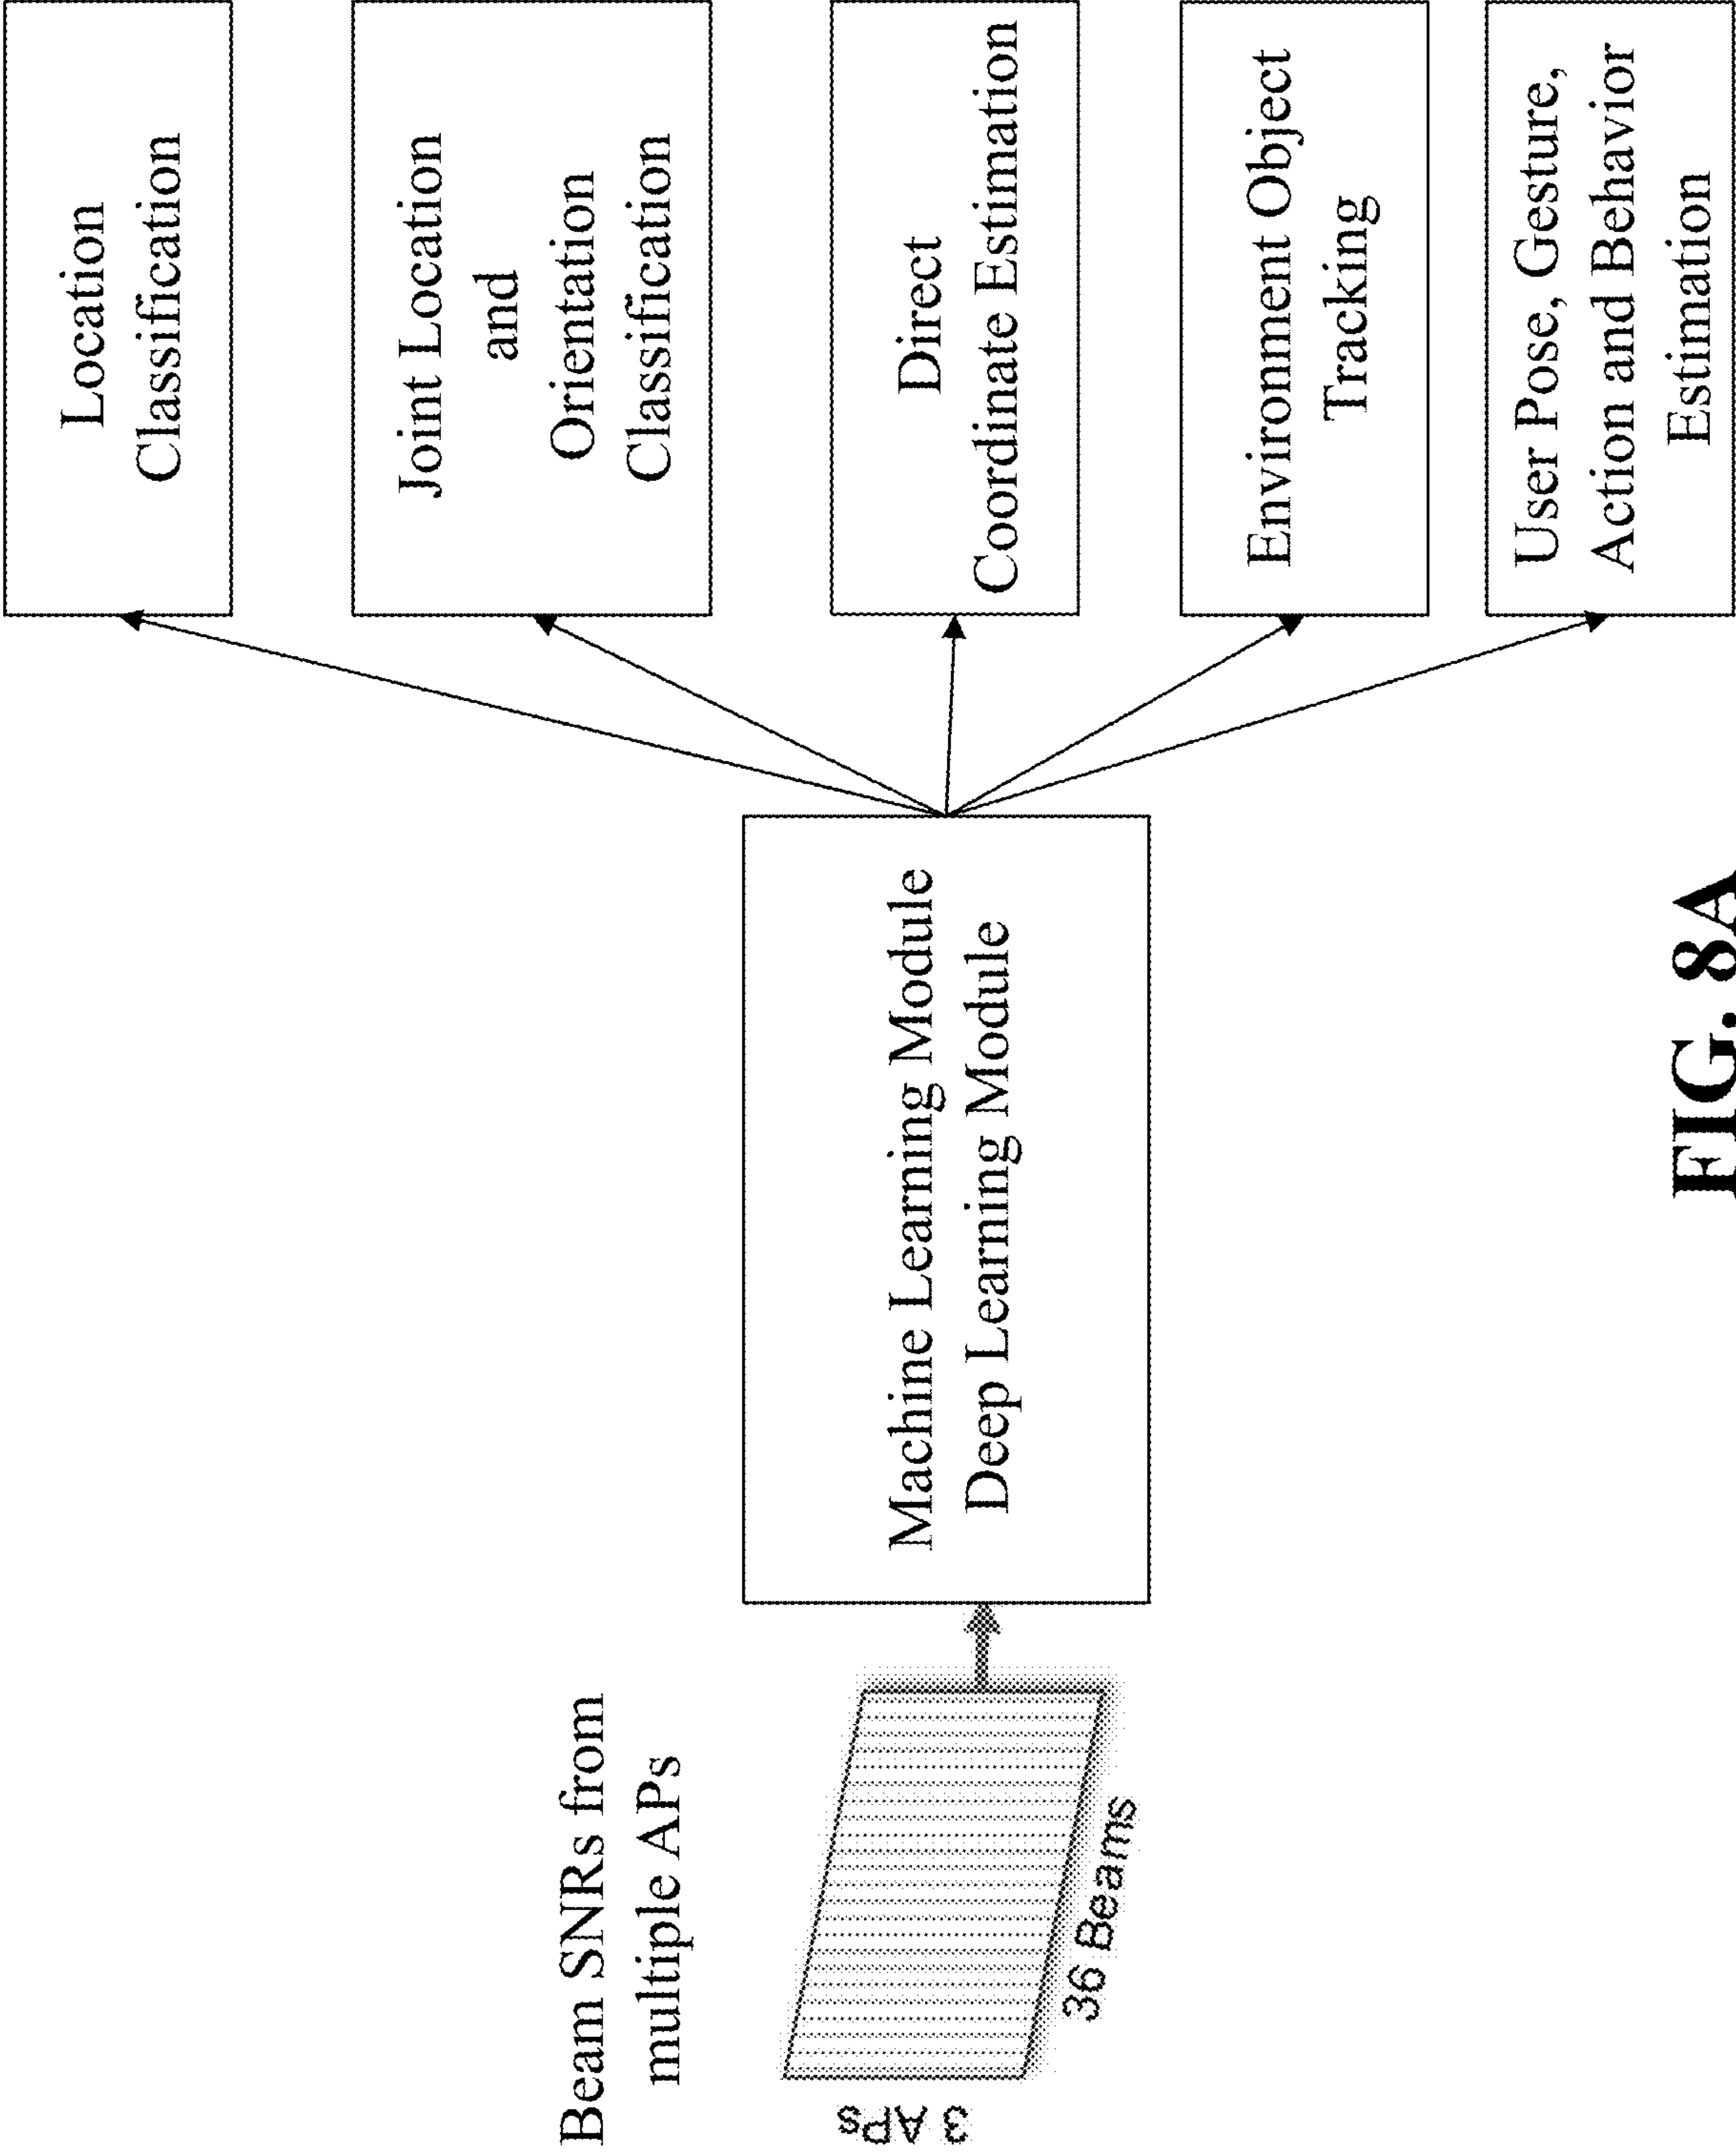 Beam SNRs from
multiple APs
3 APs
36 Beams
Machine Learning Module
Deep Learning Module
Location
Classification
Joint Location
and
Orientation
Classification
Direct
Coordinate Estimation
Environment Object
Tracking
User Pose, Gesture,
Action and Behavior
Estimation
FIG. 8A